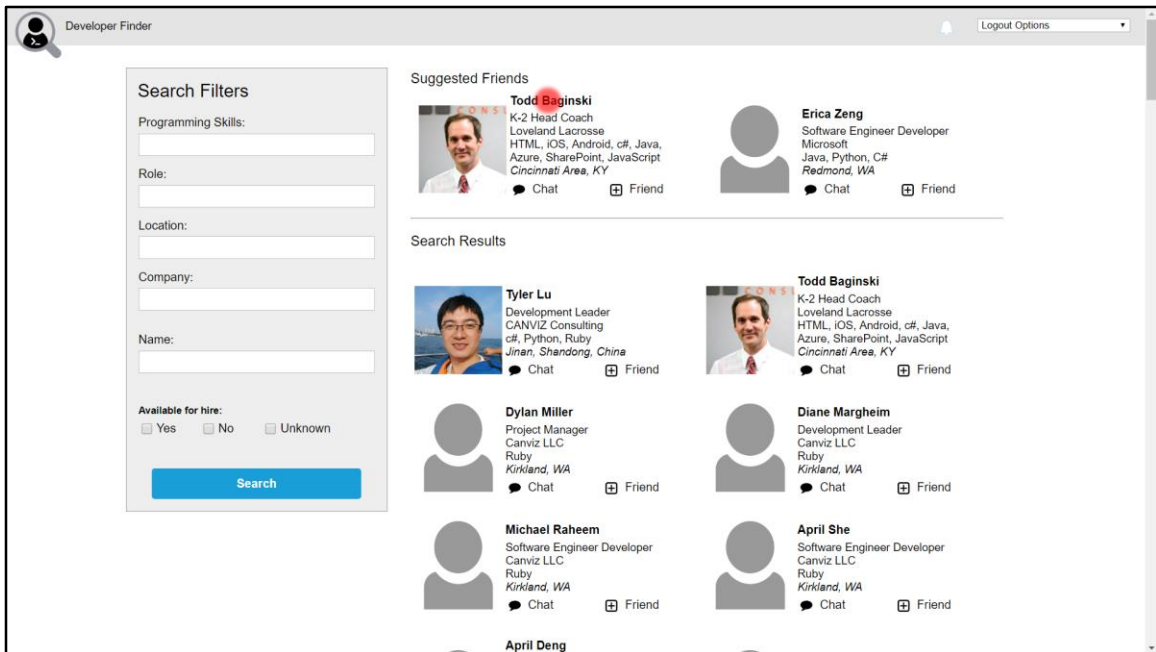 Developer Finder
Logout Options
Search Filters
Programming Skills:
Role:
Location:
Company:
Name:
Available for hire:
Yes No Unknown
Search
Suggested Friends
Todd Baginski
K-2 Head Coach
Loveland Lacrosse
HTML, iOS, Android, c#, Java,
Azure, SharePoint, JavaScript
Cincinnati Area, KY
Chat Friend
Erica Zeng
Software Engineer Developer
Microsoft
Java, Python, C#
Redmond, WA
Chat Friend
Search Results
Tyler Lu
Development Leader
CANVIZ Consulting
c#, Python, Ruby
Jinan, Shandong, China
Chat Friend
Todd Baginski
K-2 Head Coach
Loveland Lacrosse
HTML, iOS, Android, c#, Java,
Azure, SharePoint, JavaScript
Cincinnati Area, KY
Chat Friend
Dylan Miller
Project Manager
Canviz LLC
Ruby
Kirkland, WA
Chat Friend
Diane Margheim
Development Leader
Canviz LLC
Ruby
Kirkland, WA
Chat Friend
Michael Raheem
Software Engineer Developer
Canviz LLC
Ruby
Kirkland, WA
Chat Friend
April She
Software Engineer Developer
Canviz LLC
Ruby
Kirkland, WA
Chat Friend
April Deng